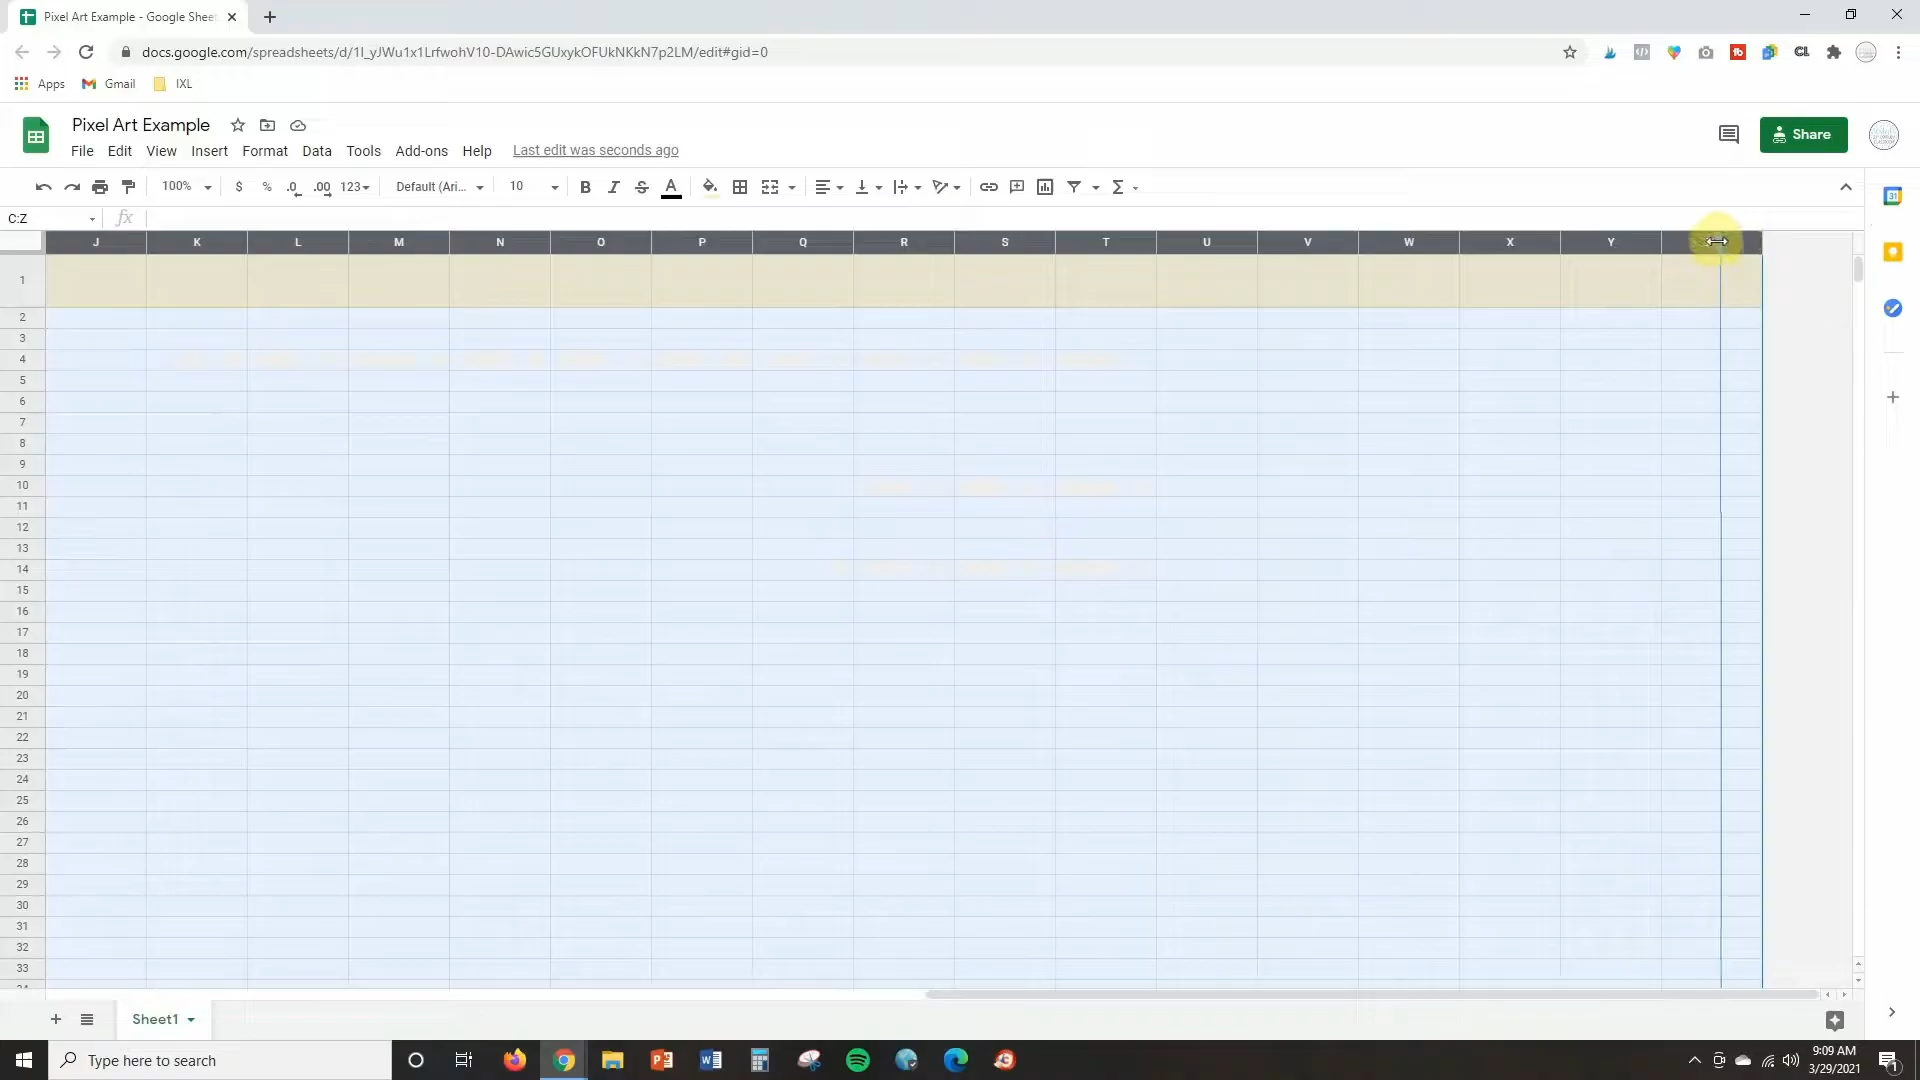 Pixel Art Example - Google Sheet
docs.google.com/spreadsheets/d/1I_yJWu1x1LrfwohV10-DAwic5GUxykOFUkNKkN7p2LM/edit#gid=0
Apps Gmail IXL
Pixel Art Example
Share
File Edit View Insert Format Data Tools Add-ons Help Last edit was seconds ago
100% $ % .0 .00 123 Default (Ari... 10 B I S A Σ
C:Z fx
J K L M N O P Q R S T U V W X Y
1
2
3
4
5
6
7
8
9
10
11
12
13
14
15
16
17
18
19
20
21
22
23
24
25
26
27
28
29
30
31
32
33
Sheet1
Type here to search
9:09 AM
3/29/2021